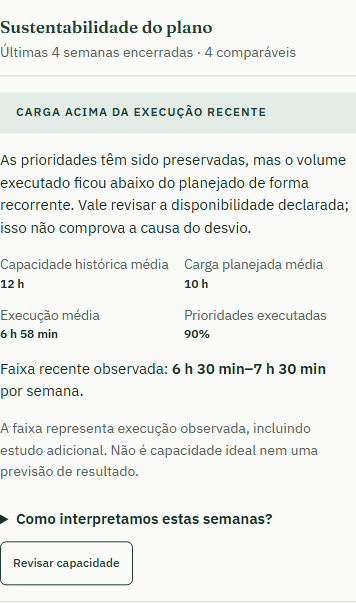 Sustentabilidade do plano
Últimas 4 semanas encerradas · 4 comparáveis
CARGA ACIMA DA EXECUÇÃO RECENTE
As prioridades têm sido preservadas, mas o volume
executado ficou abaixo do planejado de forma
recorrente. Vale revisar a disponibilidade declarada;
isso não comprova a causa do desvio.
Capacidade histórica média
12 h
Carga planejada média
10 h
Execução média
6 h 58 min
Prioridades executadas
90%
Faixa recente observada: 6 h 30 min–7 h 30 min
por semana.
A faixa representa execução observada, incluindo
estudo adicional. Não é capacidade ideal nem uma
previsão de resultado.
Como interpretamos estas semanas?
Revisar capacidade